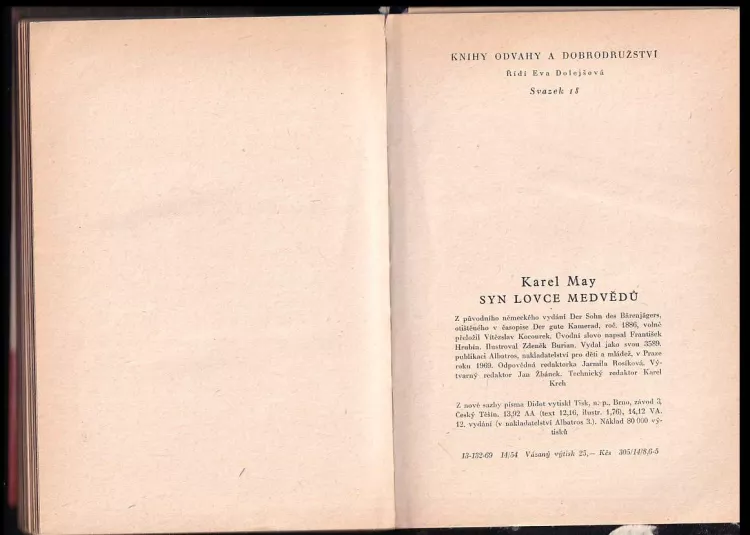 KNIHY ODVAHY A DOBRODRUŽSTVÍ
Řídí Eva Dolejšová
Svazek 18
Karel May
SYN LOVCE MEDVĚDŮ
Z původního německého vydání Der Sohn des Bärenjägers,
otištěného v časopise Der gute Kamerad, roč. 1886, volně
přeložil Vítězslav Kocourek. Úvodní slovo napsal František
Hrubín. Ilustroval Zdeněk Burian. Vydal jako svou 3589.
publikaci Albatros, nakladatelství pro děti a mládež, v Praze
roku 1969. Odpovědná redaktorka Jarmila Rosíková, Vý-
tvarný redaktor Jan Žbánek. Technický redaktor Karel
Krch
Z nové sazby písma Didot vytiskl Tisk, n. p., Brno, závod 3,
Český Těšín. 13,92 AA (text 12,16, ilustr. 1,76), 14,12 VA.
12. vydání (v nakladatelství Albatros 3.). Náklad 80 000 vý-
tisků
13-132-69 14/54 Vázaný výtisk 25,— Kčs 305/14/8,6-5